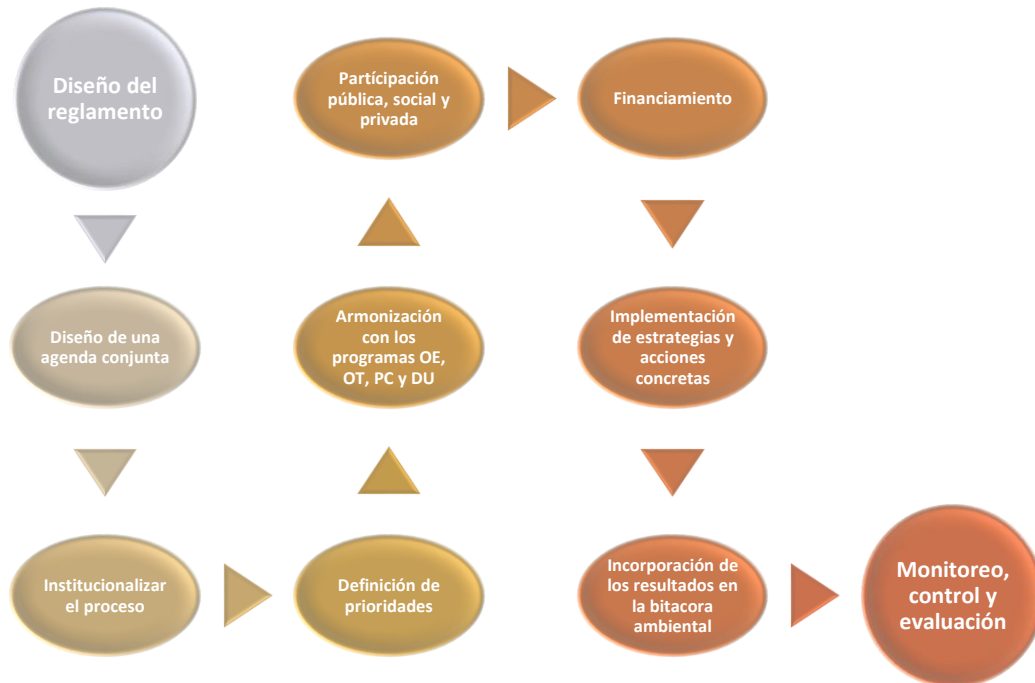 Diseño del
reglamento
Diseño de una
agenda conjunta
Institucionalizar
el proceso
Definición de
prioridades
Armonización
con los
programas OE,
OT, PC y DU
Partícipación
pública, social y
privada
Financiamiento
Implementación
de estrategias y
acciones
concretas
Incorporación de
los resultados en
la bitacora
ambiental
Monitoreo,
control y
evaluación